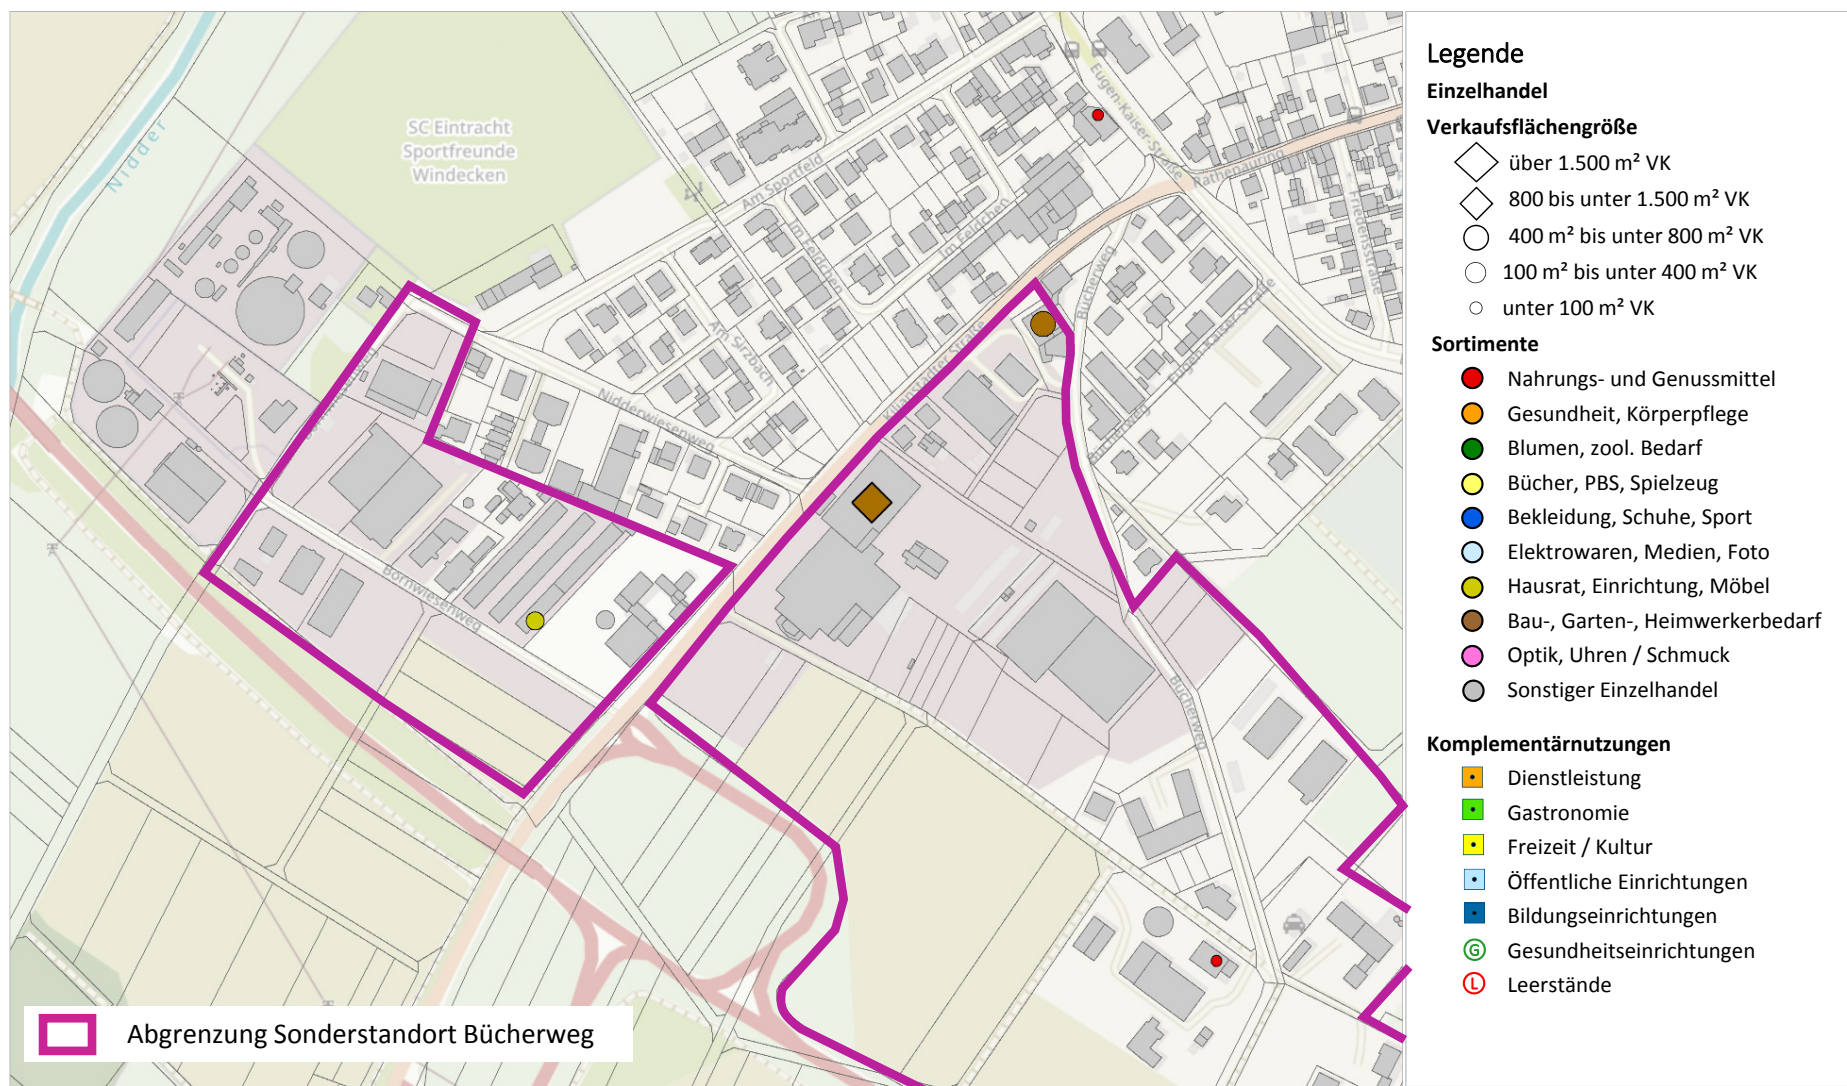 Nidder
SC Eintracht
Sportfreunde
Windecken
Am Sportfeld
Im Feldchen
Im Feldchen
Am Sirzbach
Nidderwiesenweg
Bornwiesenweg
Kilianstädter Straße
Eugen-Kaiser-Straße
Rathenauring
Friedensstraße
Bücherweg
Eugen-Kaiser-Straße
Bücherweg
Bücherweg
Abgrenzung Sonderstandort Bücherweg
Legende
Einzelhandel
Verkaufsflächengröße
über 1.500 m² VK
800 bis unter 1.500 m² VK
400 m² bis unter 800 m² VK
100 m² bis unter 400 m² VK
unter 100 m² VK
Sortimente
Nahrungs- und Genussmittel
Gesundheit, Körperpflege
Blumen, zool. Bedarf
Bücher, PBS, Spielzeug
Bekleidung, Schuhe, Sport
Elektrowaren, Medien, Foto
Hausrat, Einrichtung, Möbel
Bau-, Garten-, Heimwerkerbedarf
Optik, Uhren / Schmuck
Sonstiger Einzelhandel
Komplementärnutzungen
Dienstleistung
Gastronomie
Freizeit / Kultur
Öffentliche Einrichtungen
Bildungseinrichtungen
G Gesundheitseinrichtungen
L Leerstände